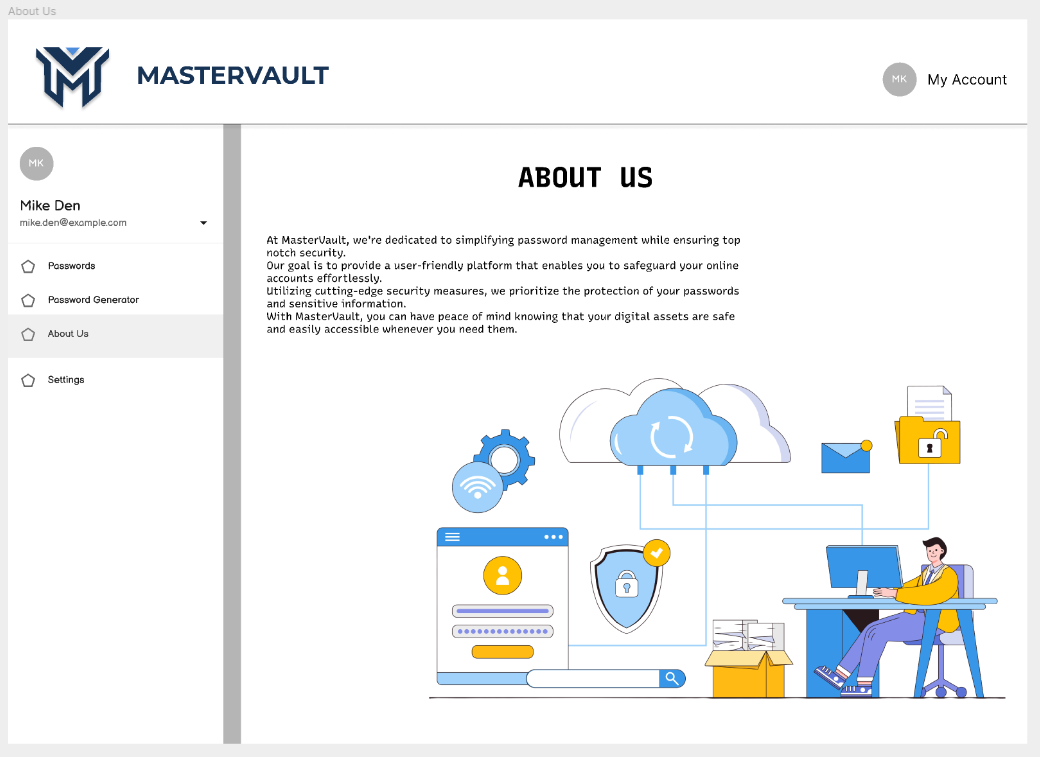 About Us
MASTERVAULT
MK
My Account
MK
Mike Den
mike.den@example.com
Passwords
Password Generator
About Us
Settings
ABOUT US
At MasterVault, we're dedicated to simplifying password management while ensuring top
notch security.
Our goal is to provide a user-friendly platform that enables you to safeguard your online
accounts effortlessly.
Utilizing cutting-edge security measures, we prioritize the protection of your passwords
and sensitive information.
With MasterVault, you can have peace of mind knowing that your digital assets are safe
and easily accessible whenever you need them.